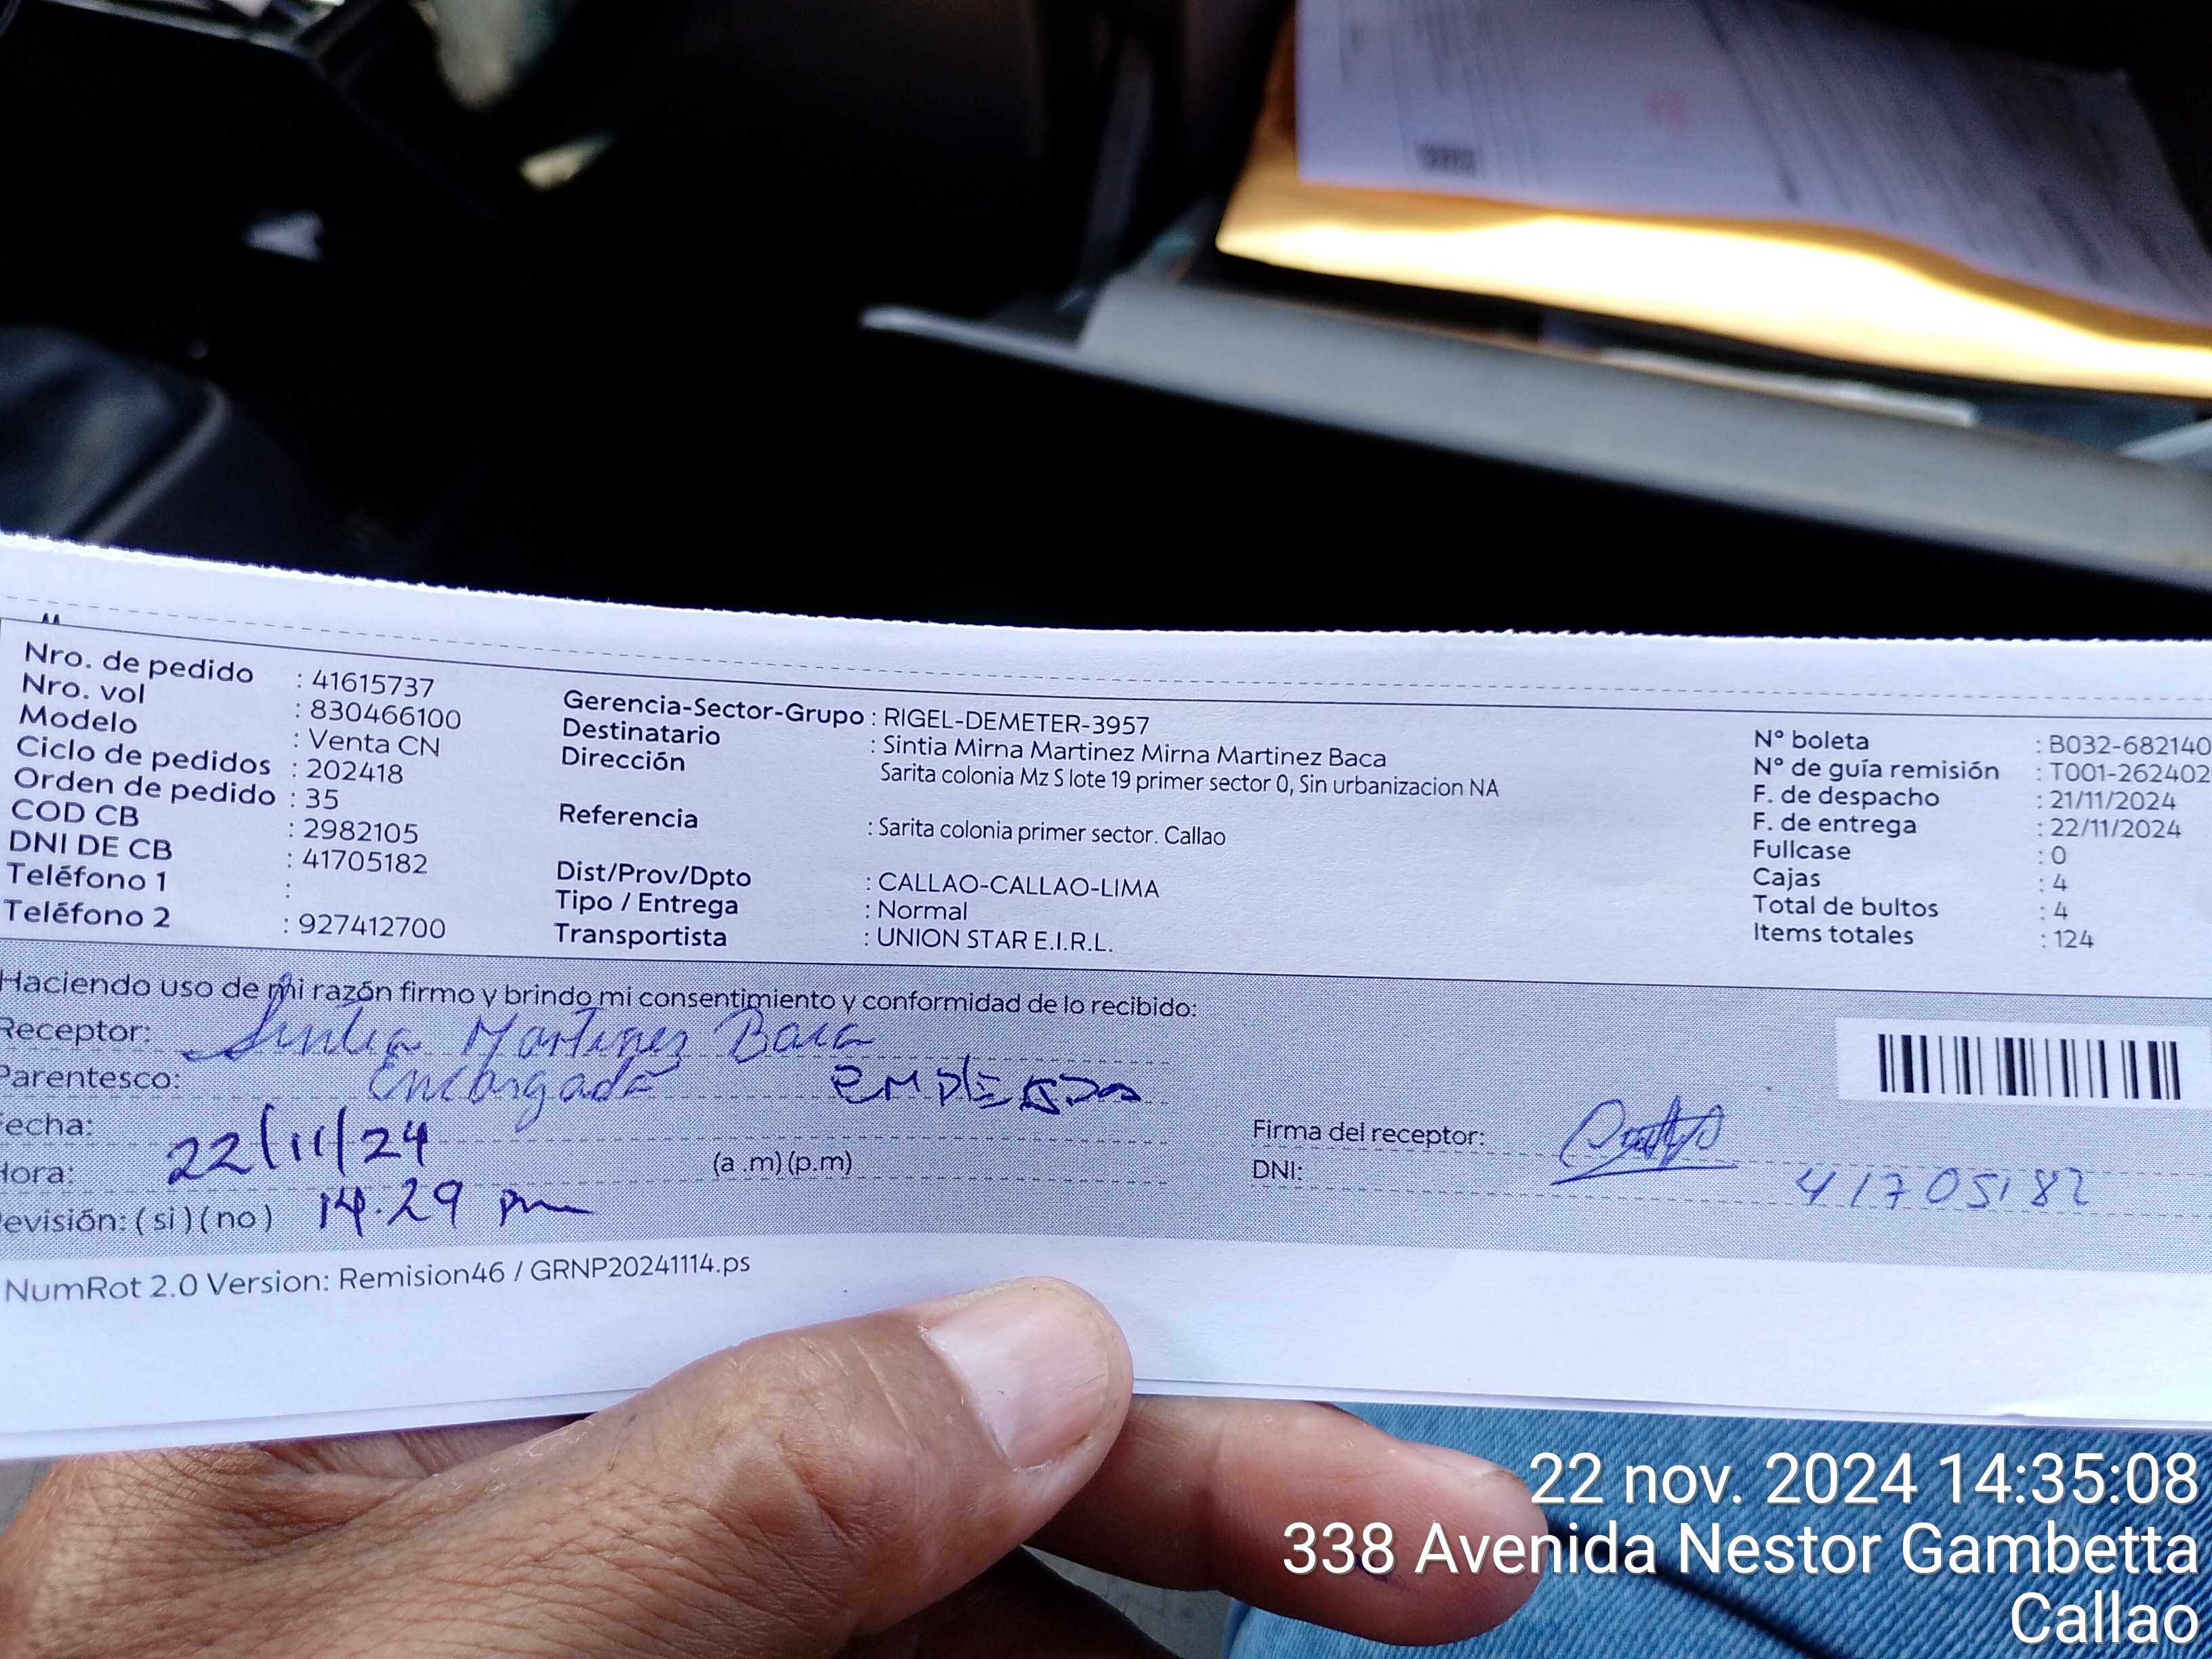 Nro. de pedido : 41615737
Nro. vol : 830466100
Modelo : Venta CN
Ciclo de pedidos : 202418
Orden de pedido : 35
COD CB : 2982105
DNI DE CB : 41705182
Teléfono 1 :
Teléfono 2 : 927412700
Gerencia-Sector-Grupo : RIGEL-DEMETER-3957
Destinatario : Sintia Mirna Martinez Mirna Martinez Baca
Dirección Sarita colonia Mz S lote 19 primer sector 0, Sin urbanizacion NA
Referencia : Sarita colonia primer sector. Callao
Dist/Prov/Dpto : CALLAO-CALLAO-LIMA
Tipo / Entrega : Normal
Transportista : UNION STAR E.I.R.L.
N° boleta : B032-682140
N° de guía remisión : T001-262402
F. de despacho : 21/11/2024
F. de entrega : 22/11/2024
Fullcase : 0
Cajas : 4
Total de bultos : 4
Items totales : 124
Haciendo uso de mi razón firmo y brindo mi consentimiento y conformidad de lo recibido:
Receptor: Sintia Martinez Baca
Parentesco: Encargada
echa: 22/11/24
ora: (a .m)(p.m)
evisión: (si)(no) 14.29 pm
Firma del receptor:
DNI: 41705182
NumRot 2.0 Version: Remision46 / GRNP20241114.ps
22 nov. 2024 14:35:08
338 Avenida Nestor Gambetta
Callao